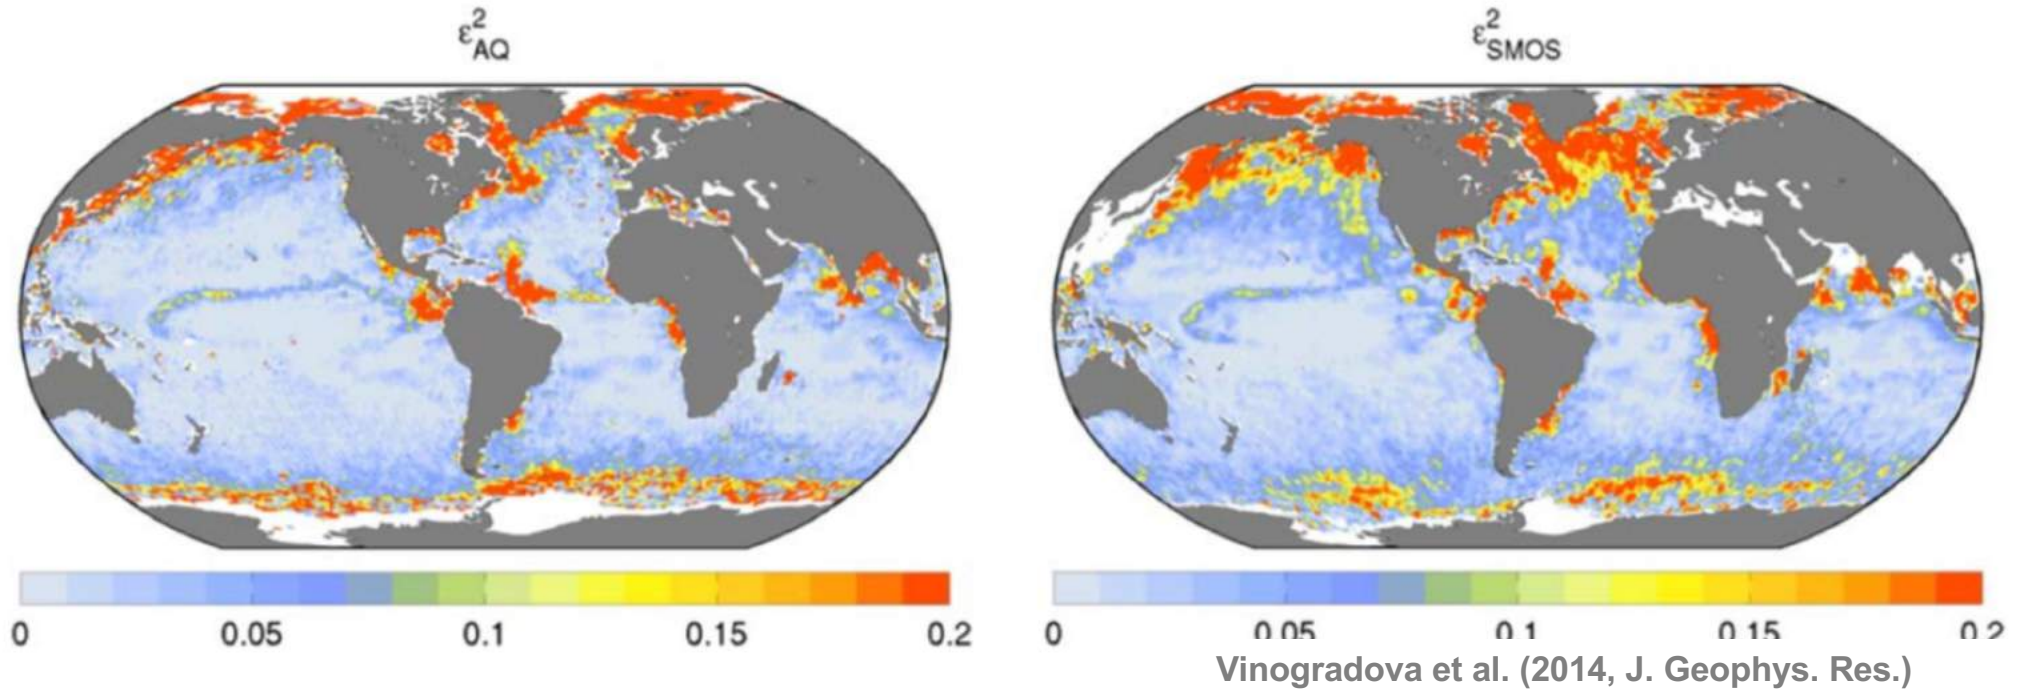 ε²AQ
ε²SMOS
0 0.05 0.1 0.15 0.2
0 0.05 0.1 0.15 0.2
Vinogradova et al. (2014, J. Geophys. Res.)